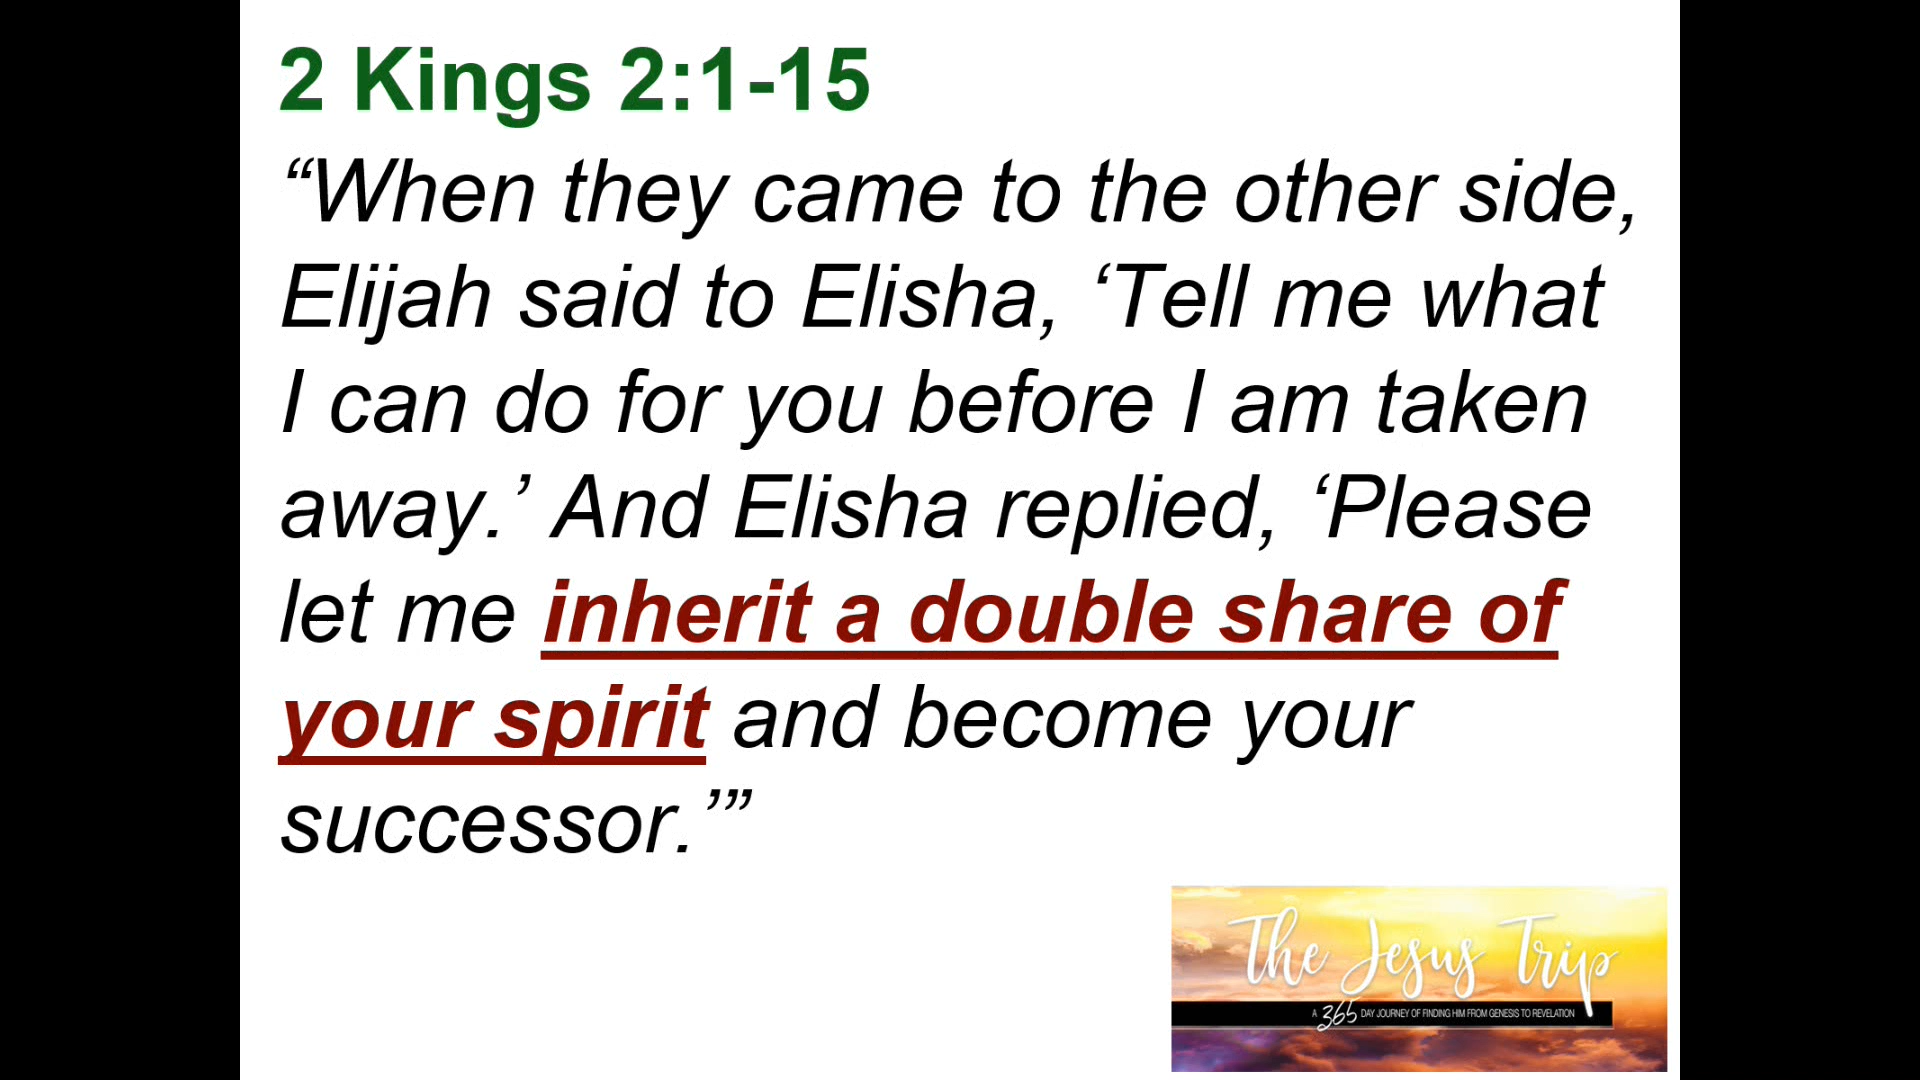 2 Kings 2:1-15
“When they came to the other side,
Elijah said to Elisha, ‘Tell me what
I can do for you before I am taken
away.’ And Elisha replied, ‘Please
let me inherit a double share of
your spirit and become your
successor.’”
The Jesus Trip
A 365 DAY JOURNEY OF FINDING HIM FROM GENESIS TO REVELATION